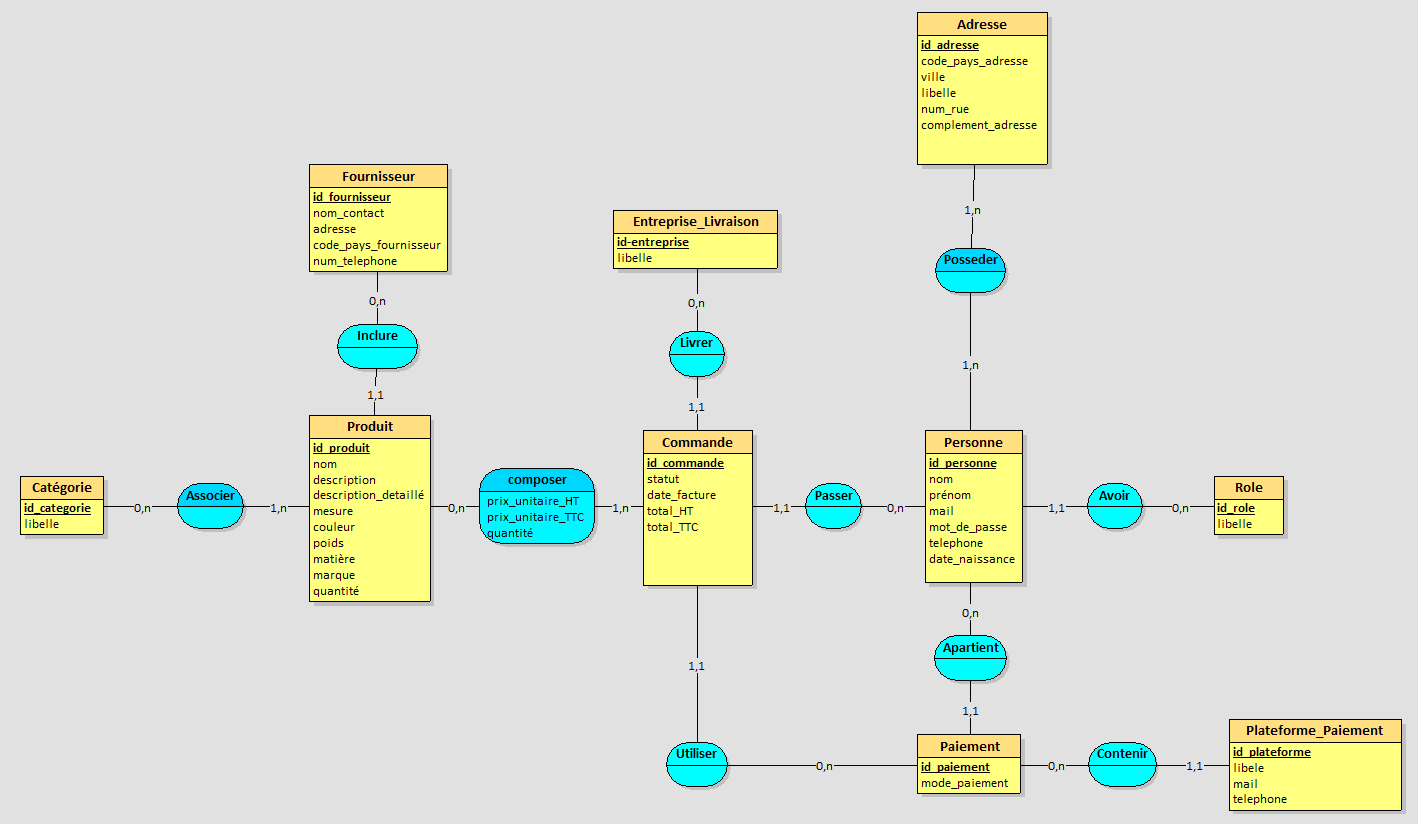 Adresse
id_adresse
code_pays_adresse
ville
libelle
num_rue
complement_adresse
1,n
Posseder
1,n
Fournisseur
id_fournisseur
nom_contact
adresse
code_pays_fournisseur
num_telephone
0,n
Inclure
1,1
Entreprise_Livraison
id-entreprise
libelle
0,n
Livrer
1,1
Catégorie
id_categorie
libelle
0,n
Associer
1,n
Produit
id_produit
nom
description
description_detaillé
mesure
couleur
poids
matière
marque
quantité
0,n
composer
prix_unitaire_HT
prix_unitaire_TTC
quantité
1,n
Commande
id_commande
statut
date_facture
total_HT
total_TTC
1,1
Passer
0,n
Personne
id_personne
nom
prénom
mail
mot_de_passe
telephone
date_naissance
1,1
Avoir
0,n
Role
id_role
libelle
0,n
Apartient
1,1
1,1
Utiliser
0,n
Paiement
id_paiement
mode_paiement
0,n
Contenir
1,1
Plateforme_Paiement
id_plateforme
libele
mail
telephone